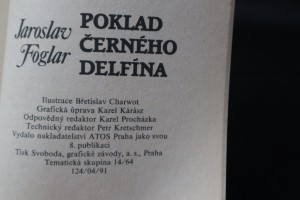 Jaroslav
Foglar
POKLAD
ČERNÉHO
DELFÍNA
Ilustrace Břetislav Charwot
Grafická úprava Karel Kárász
Odpovědný redaktor Karel Procházka
Technický redaktor Petr Kretschmer
Vydalo nakladatelství ATOS Praha jako svou
8. publikaci
Tisk Svoboda, grafické závody, a. s., Praha
Tematická skupina 14/64
124/04/91